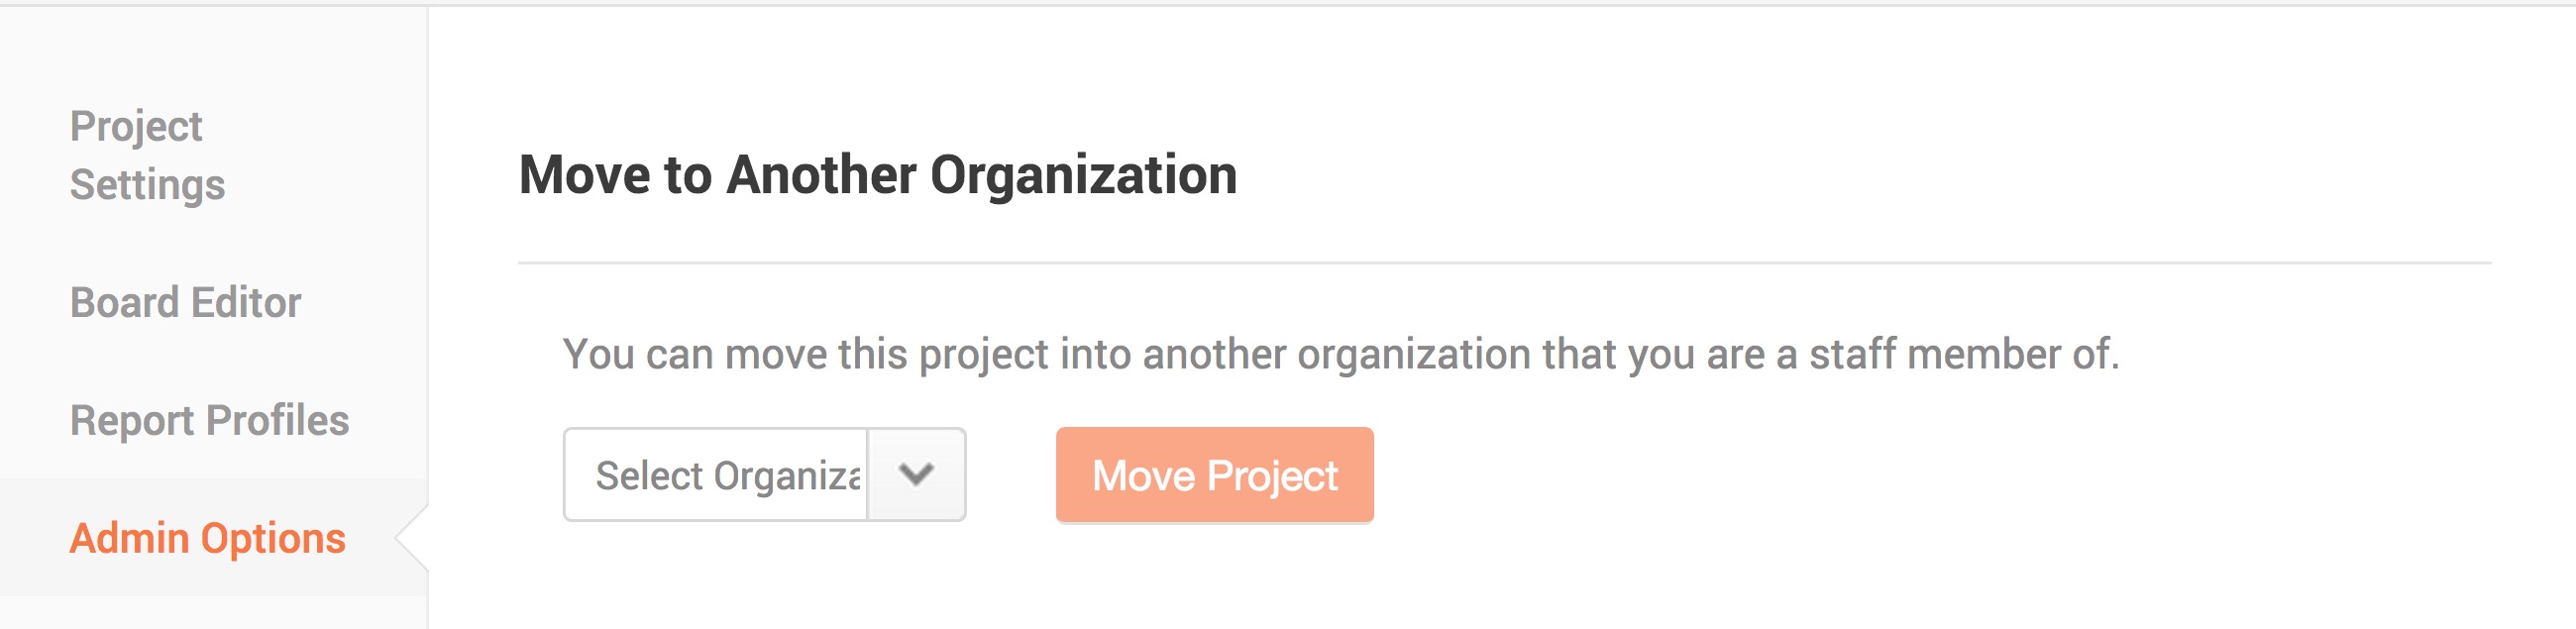 Project
Settings
Board Editor
Report Profiles
Admin Options
Move to Another Organization
You can move this project into another organization that you are a staff member of.
Select Organiza
Move Project